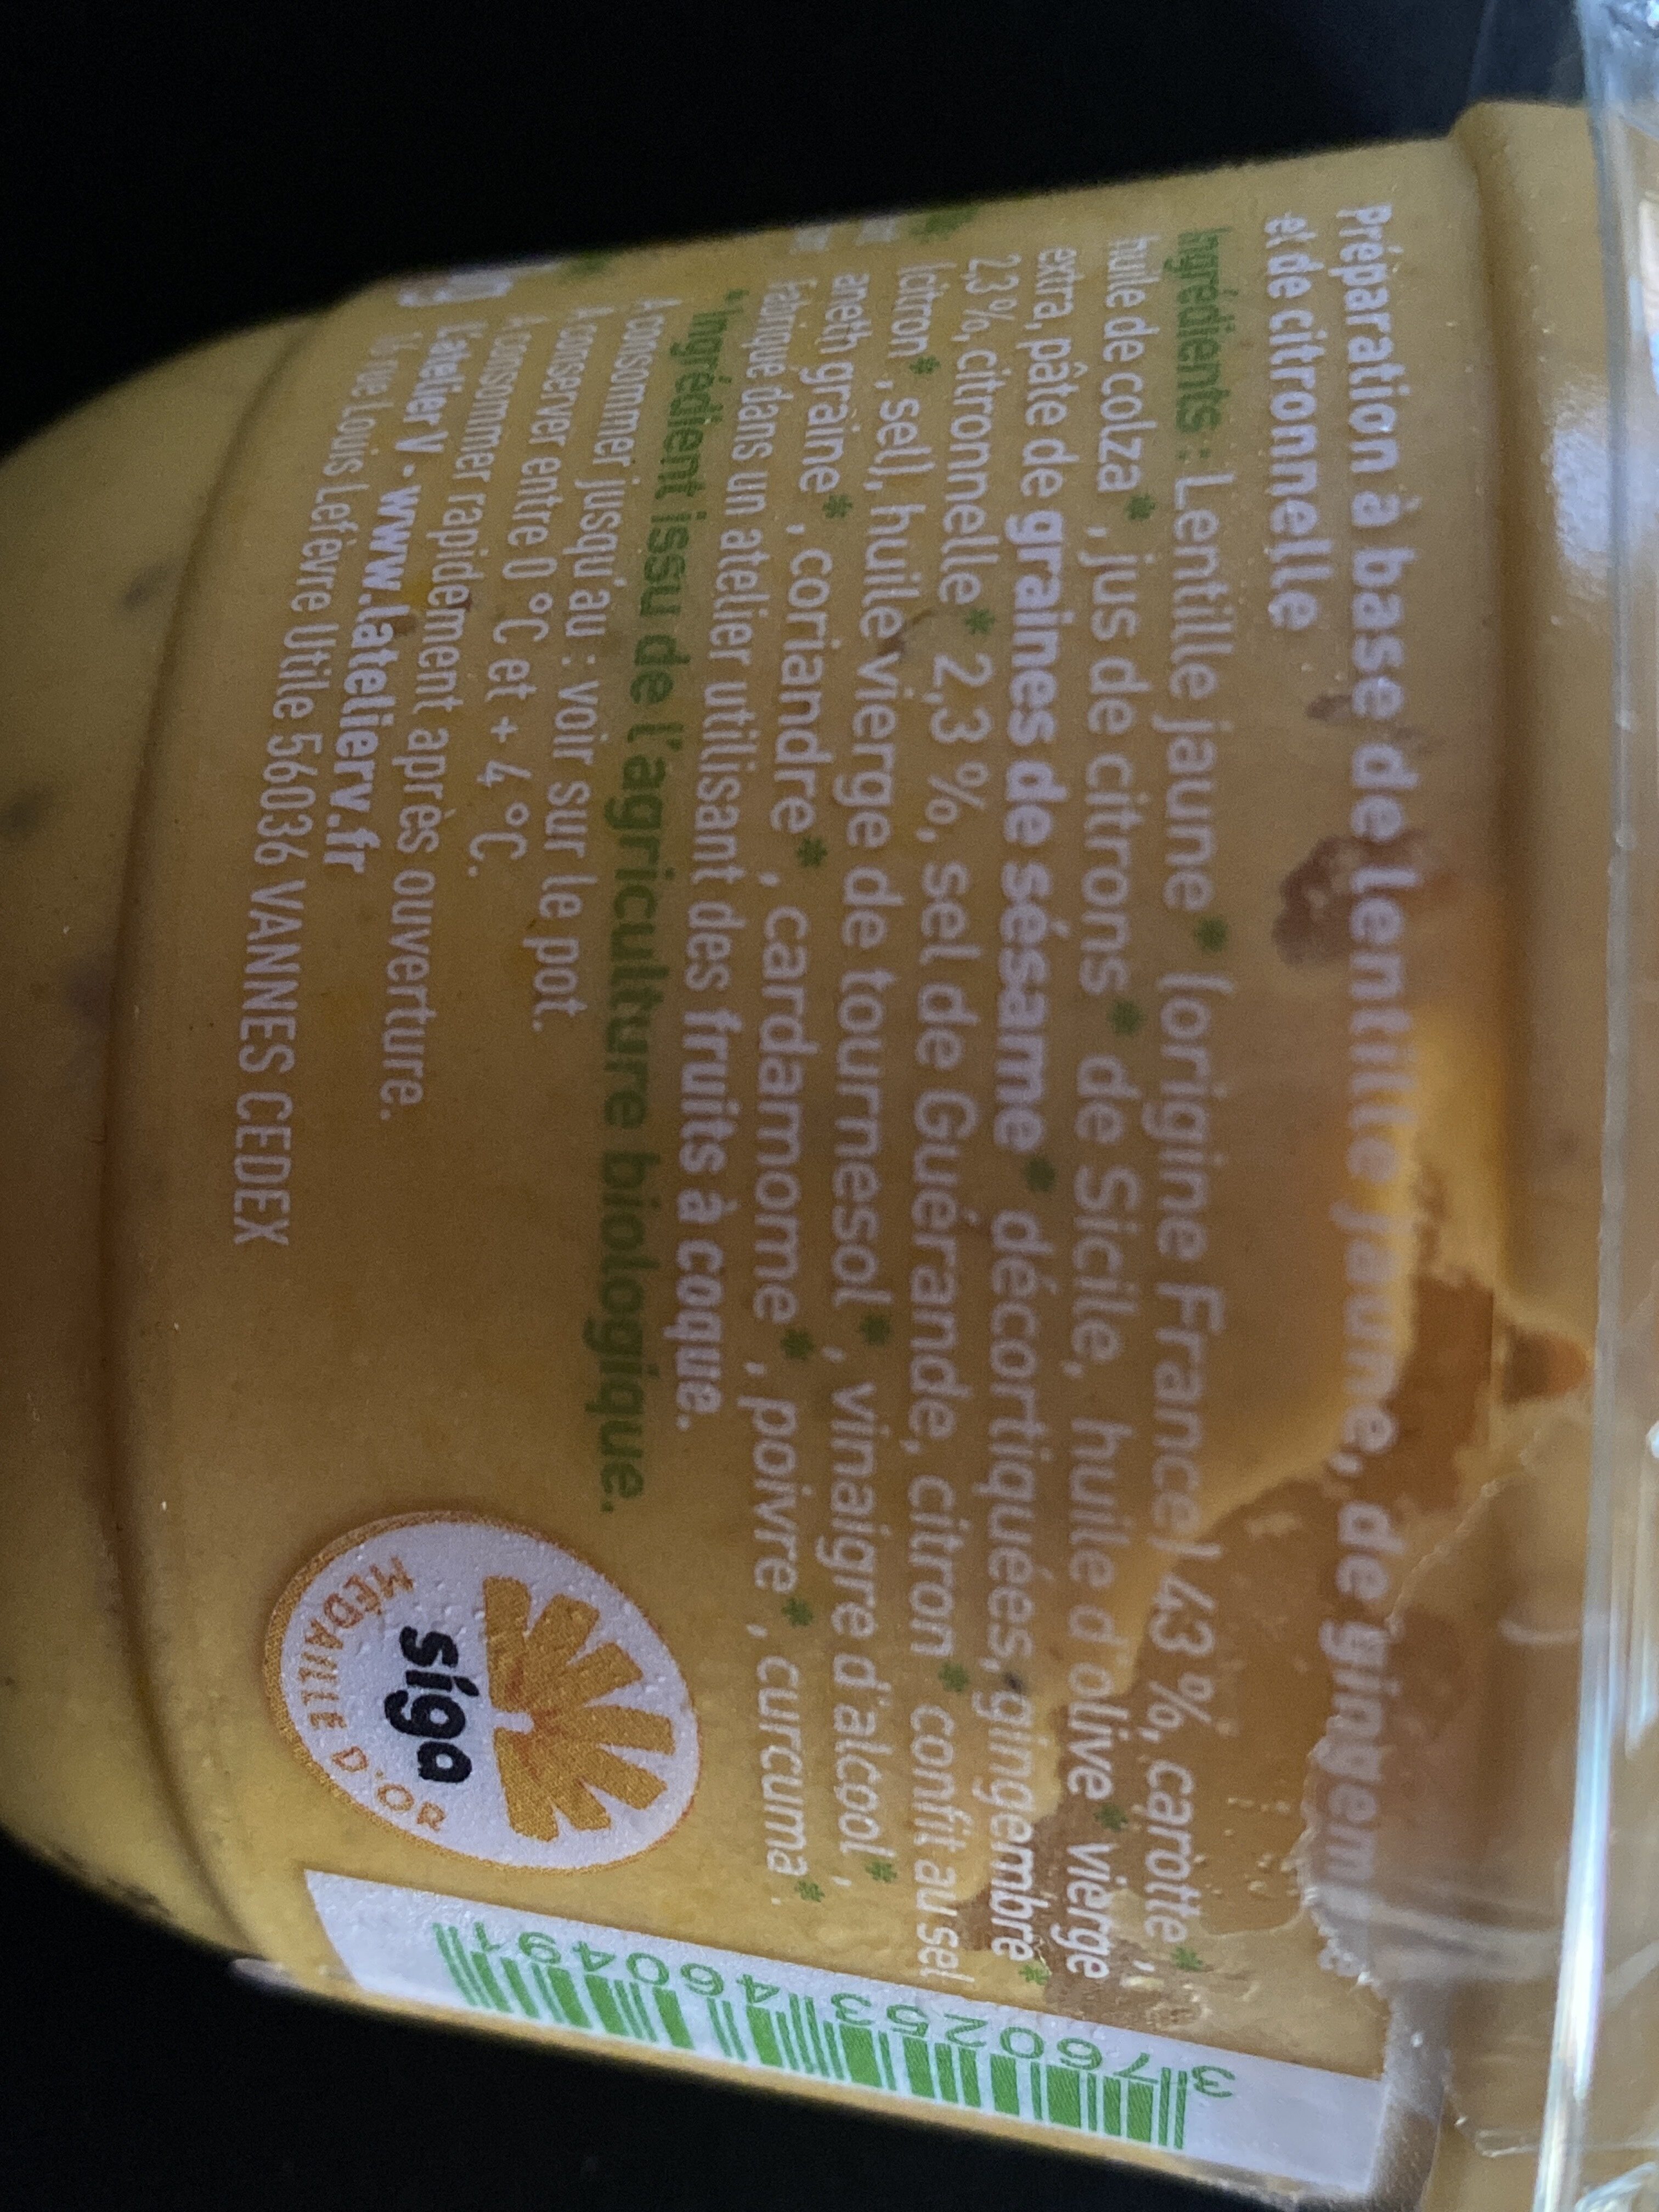 Préparation à base de lentille jaune, de gingembre
et de citronnelle
Ingrédients : Lentille jaune* (origine France) 43 %, carotte*,
huile de colza*, jus de citrons* de Sicile, huile d'olive* vierge
extra, pâte de graines de sésame* décortiquées, gingembre*
2,3 %, citronnelle* 2,3 %, sel de Guérande, citron* confit au sel
(citron*, sel), huile vierge de tournesol*, vinaigre d'alcool*,
aneth graine*, coriandre*, cardamome*, poivre*, curcuma*.
Fabriqué dans un atelier utilisant des fruits à coque.
*Ingrédient issu de l'agriculture biologique.
A consommer jusqu'au : voir sur le pot.
A conserver entre 0 °C et + 4 °C.
A consommer rapidement après ouverture.
L'atelier V - www.latelierv.fr
rue Louis Lefèvre Utile 56036 VANNES CEDEX
siga
MÉDAILLE D'OR
3 760253 460491